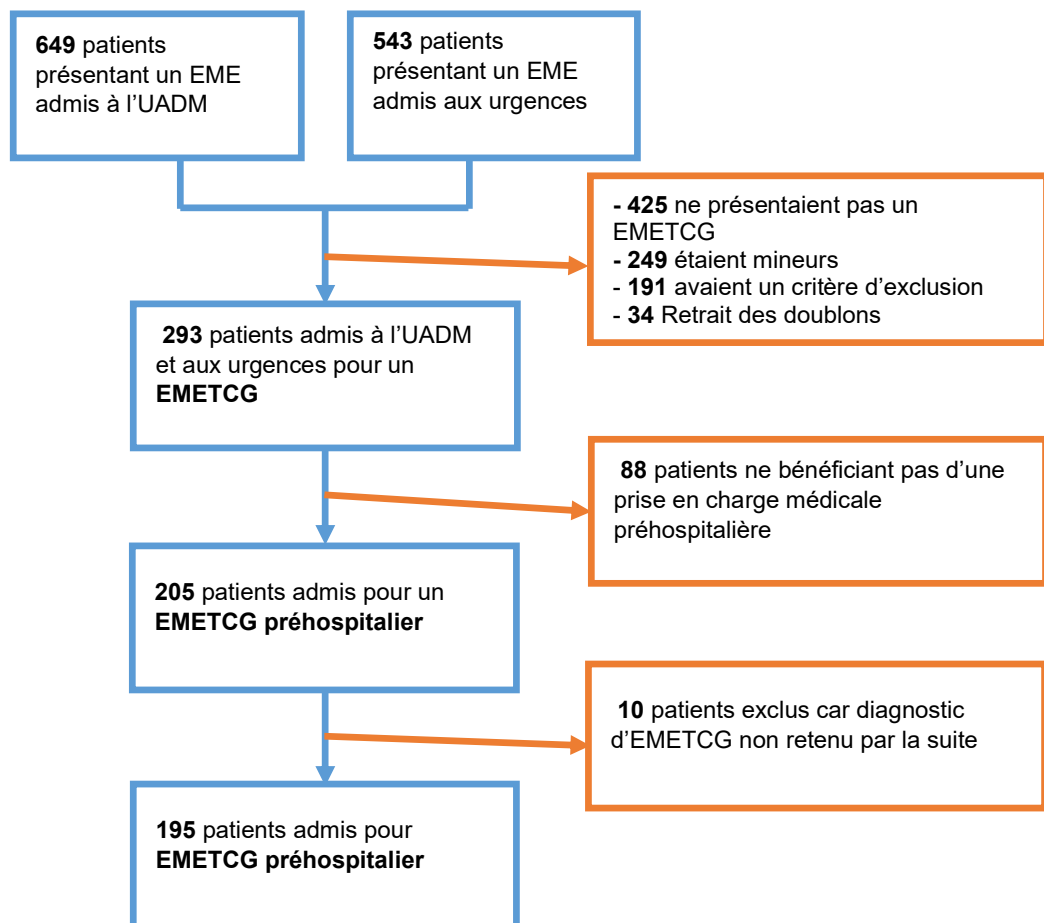 649 patients
présentant un EME
admis à l'UADM
543 patients
présentant un EME
admis aux urgences
- 425 ne présentaient pas un
EMETCG
- 249 étaient mineurs
- 191 avaient un critère d'exclusion
- 34 Retrait des doublons
293 patients admis à l'UADM
et aux urgences pour un
EMETCG
88 patients ne bénéficiant pas d'une
prise en charge médicale
préhospitalière
205 patients admis pour un
EMETCG préhospitalier
10 patients exclus car diagnostic
d'EMETCG non retenu par la suite
195 patients admis pour
EMETCG préhospitalier